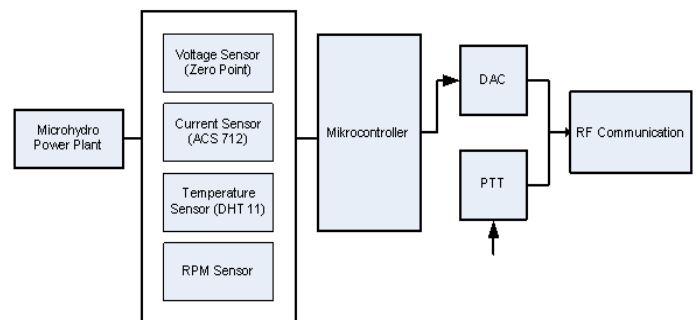 Microhydro
Power Plant
Voltage Sensor
(Zero Point)
Current Sensor
(ACS 712)
Temperature
Sensor (DHT 11)
RPM Sensor
Mikrocontroller
DAC
PTT
RF Communication